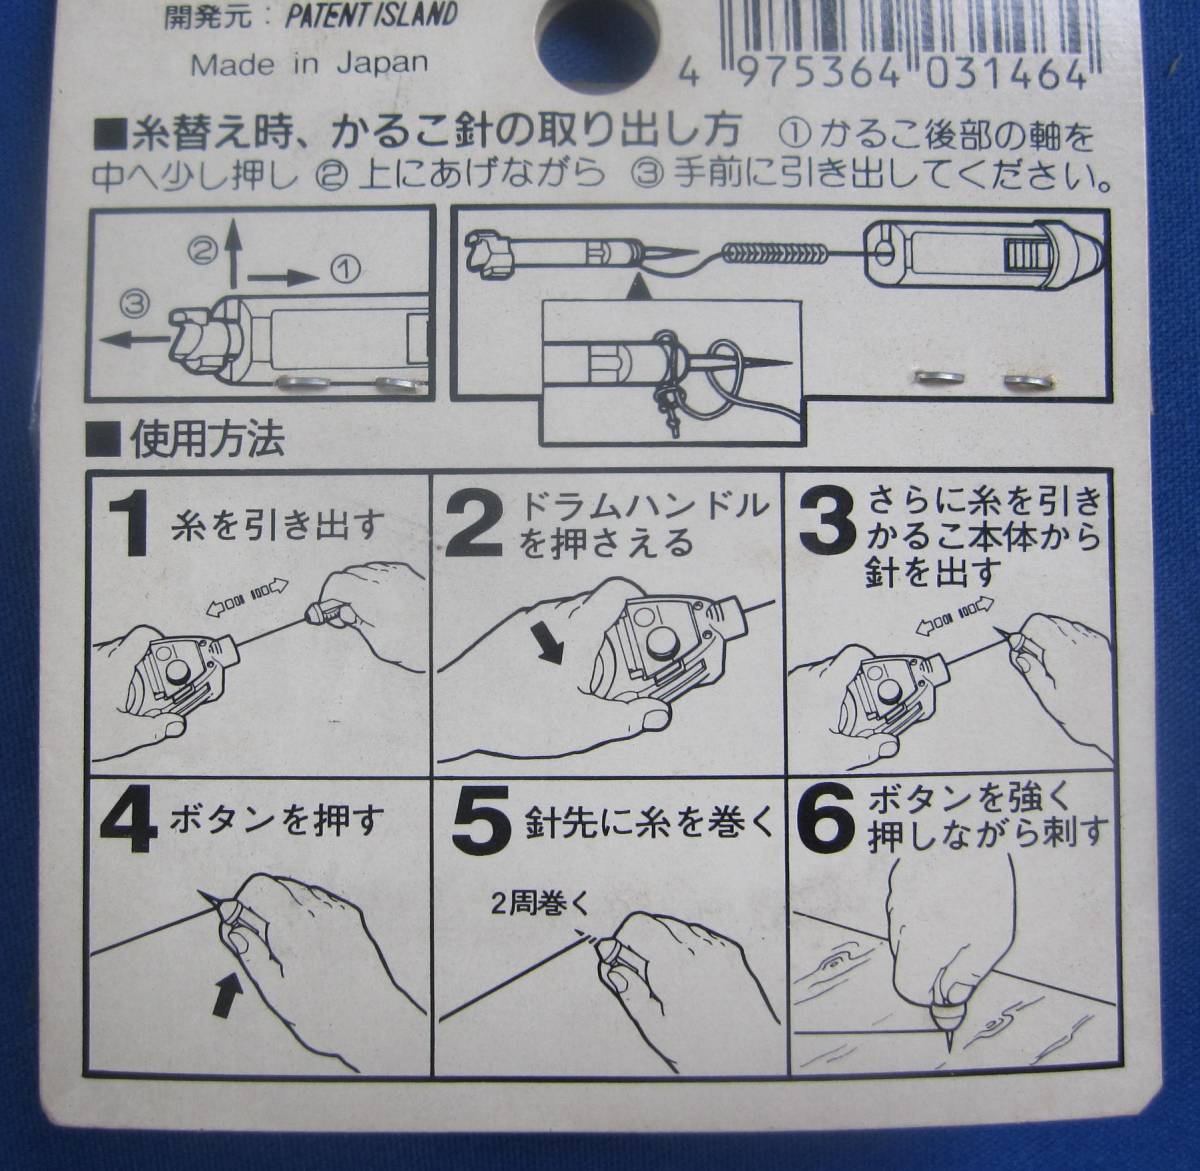 開発元：PATENT ISLAND
Made in Japan
4 975364 031464
■糸替え時、かるこ針の取り出し方 ①かるこ後部の軸を
中へ少し押し ②上にあげながら ③手前に引き出してください。
②
①
③
■使用方法
1 糸を引き出す
2 ドラムハンドル
を押さえる
3 さらに糸を引き
かるこ本体から
針を出す
4 ボタンを押す
5 針先に糸を巻く
2周巻く
6 ボタンを強く
押しながら刺す